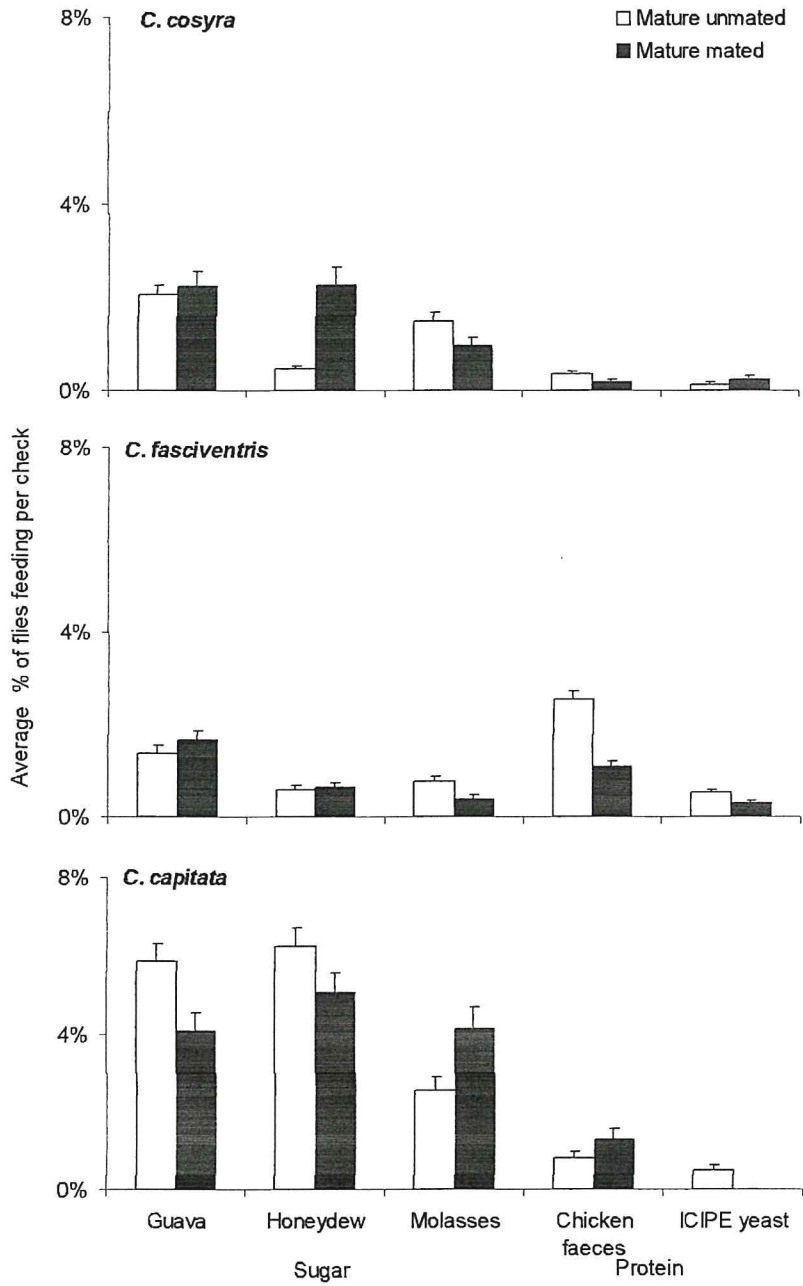 8%
C. cosyra
Mature unmated
Mature mated
4%
0%
8%
C. fasciventris
4%
0%
8%
C. capitata
4%
0%
Average % of flies feeding per check
Guava
Honeydew
Molasses
Chicken
faeces
ICIPE yeast
Sugar
Protein